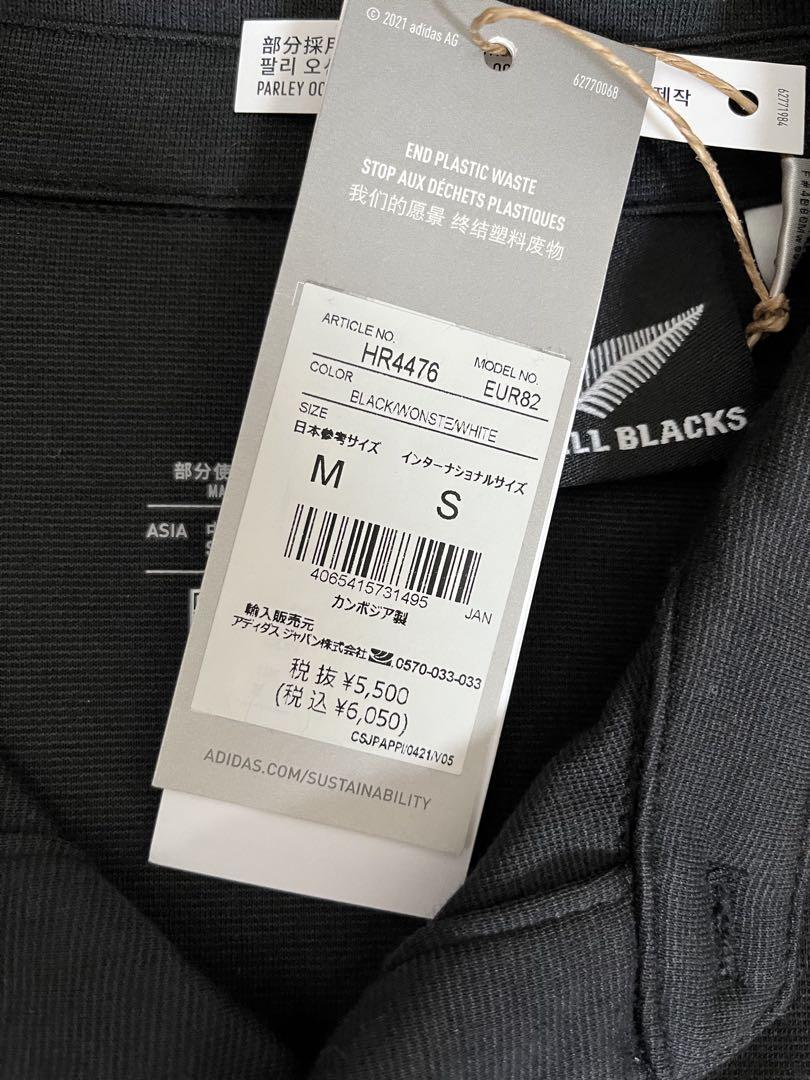 © 2021 adidas AG
62770068
部分採用
팔리 오션
PARLEY OC
제작
62771984
END PLASTIC WASTE
STOP AUX DÉCHETS PLASTIQUES
我们的愿景 终结塑料废物
ARTICLE NO.
HR4476
MODEL NO.
EUR82
COLOR
BLACK/WONSTE/WHITE
SIZE
日本参考サイズ
インターナショナルサイズ
M
S
4065415731495
JAN
カンボジア製
輸入販売元
アディダス ジャパン株式会社 0570-033-033
税抜 ¥5,500
(税込 ¥6,050)
CSJPAPPI/0421/V05
ADIDAS.COM/SUSTAINABILITY
LL BLACKS
部分使
MA
ASIA